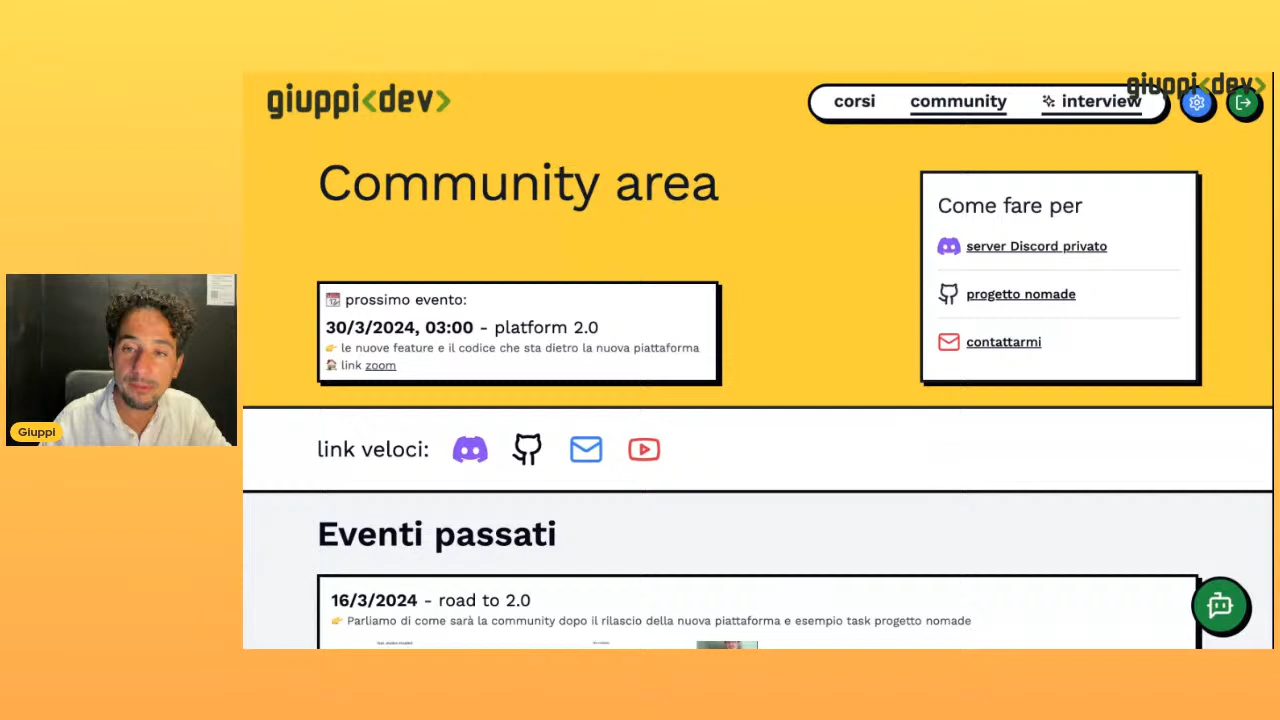 giuppi<dev>
corsi
community
interview
giuppi<dev>
Community area
Come fare per
server Discord privato
progetto nomade
contattarmi
prossimo evento:
30/3/2024, 03:00 - platform 2.0
👉 le nuove feature e il codice che sta dietro la nuova piattaforma
link zoom
Giuppi
link veloci:
Eventi passati
16/3/2024 - road to 2.0
👉 Parliamo di come sarà la community dopo il rilascio della nuova piattaforma e esempio task progetto nomade